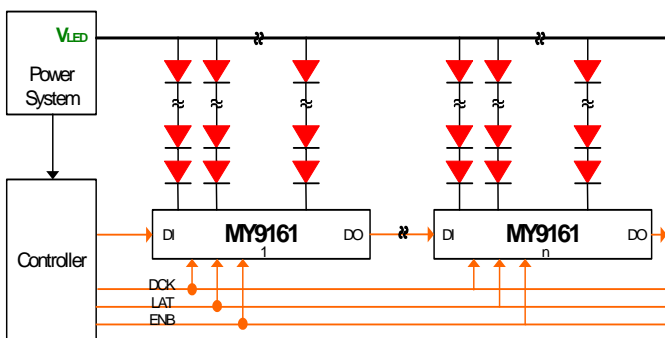 VLED
Power
System
Controller
DI
MY9161
1
DO
DI
MY9161
n
DO
DCK
LAT
ENB